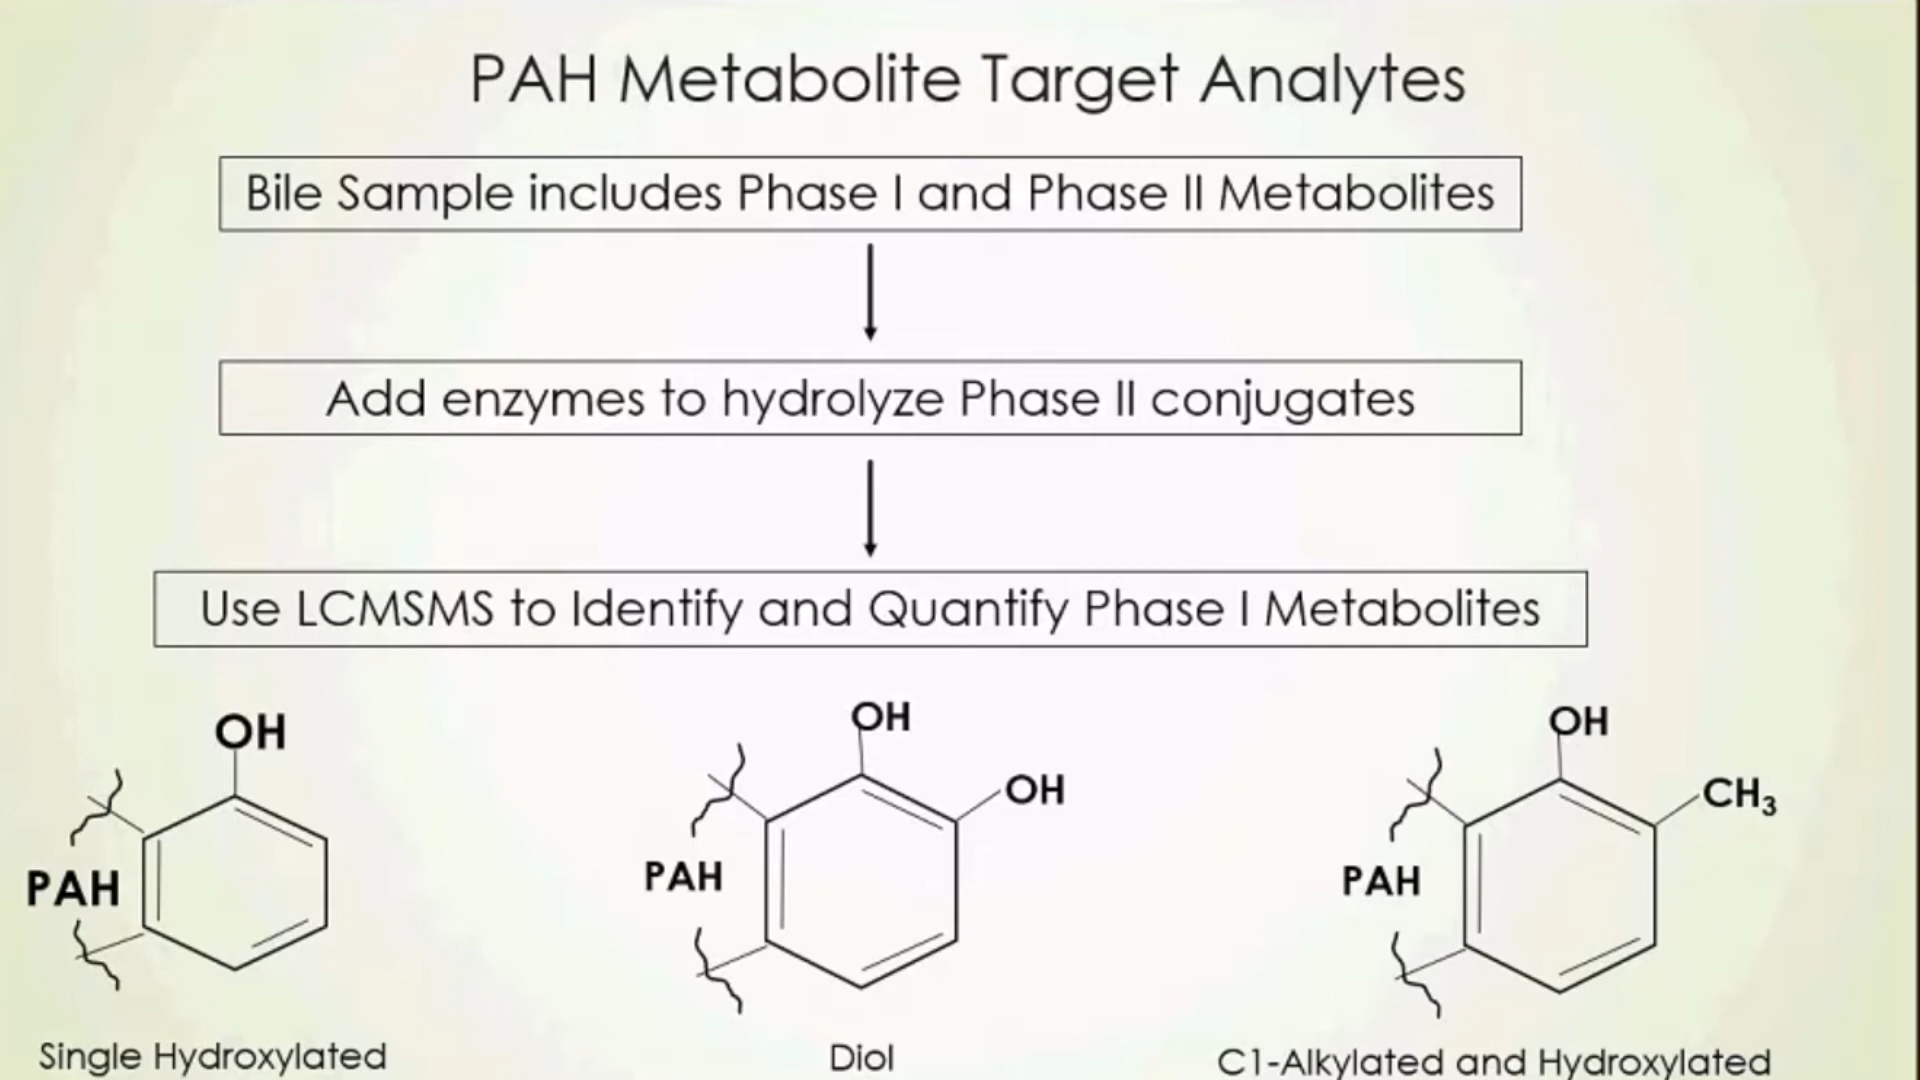 PAH Metabolite Target Analytes
Bile Sample includes Phase I and Phase II Metabolites
Add enzymes to hydrolyze Phase II conjugates
Use LCMSMS to Identify and Quantify Phase I Metabolites
OH
PAH
Single Hydroxylated
OH
OH
PAH
Diol
OH
CH₃
PAH
C1-Alkylated and Hydroxylated